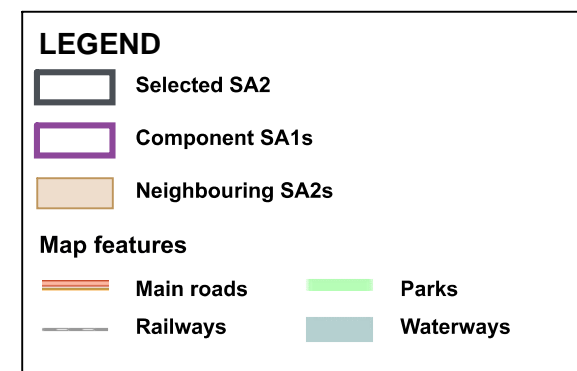 LEGEND
Selected SA2
Component SA1s
Neighbouring SA2s
Map features
Main roads
Parks
Railways
Waterways